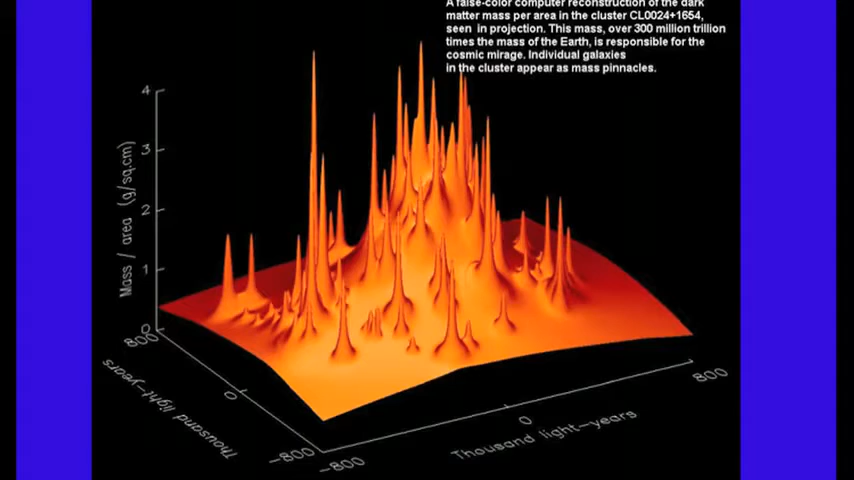 A false-color computer reconstruction of the dark
matter mass per area in the cluster CL0024+1654,
seen in projection. This mass, over 300 million trillion
times the mass of the Earth, is responsible for the
cosmic mirage. Individual galaxies
in the cluster appear as mass pinnacles.
4
3
2
1
0
Mass / area (g/sq.cm)
800
0
-800
Thousand light-years
-800
0
800
Thousand light-years